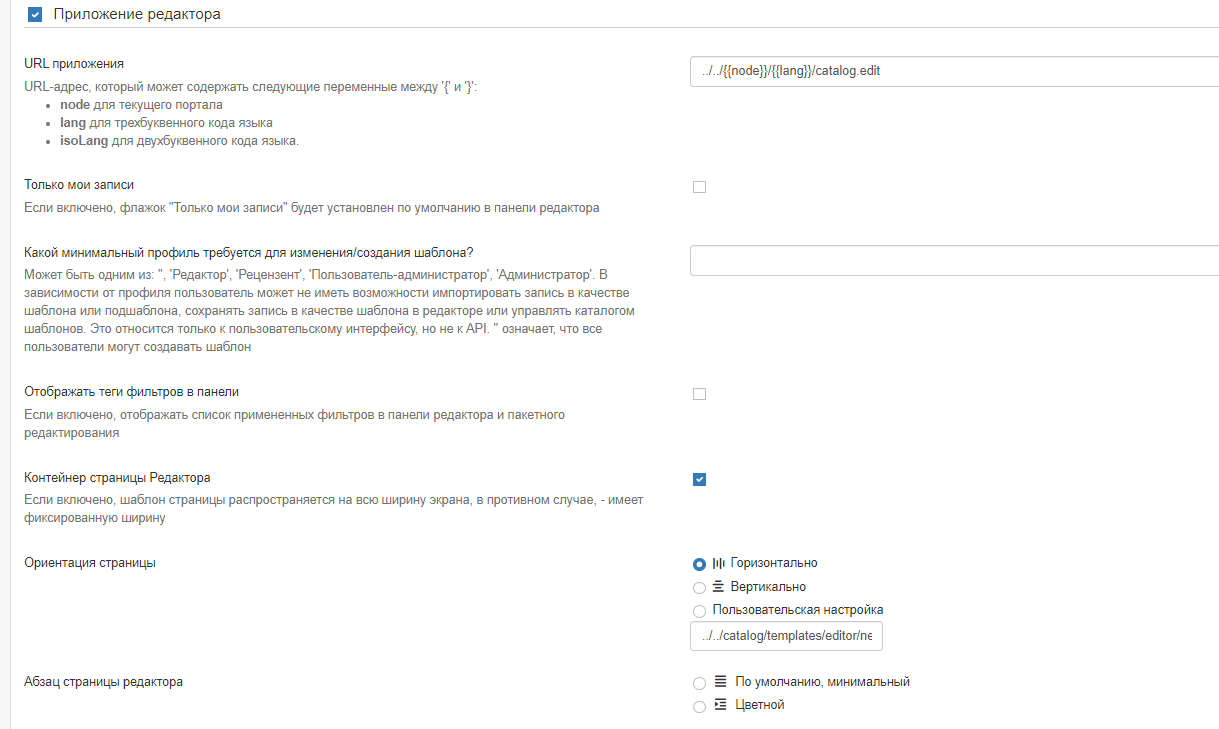 Приложение редактора
URL приложения
../../{{node}}/{{lang}}/catalog.edit
URL-адрес, который может содержать следующие переменные между '{' и '}':
node для текущего портала
lang для трехбуквенного кода языка
isoLang для двухбуквенного кода языка.
Только мои записи
Если включено, флажок "Только мои записи" будет установлен по умолчанию в панели редактора
Какой минимальный профиль требуется для изменения/создания шаблона?
Может быть одним из: '', 'Редактор', 'Рецензент', 'Пользователь-администратор', 'Администратор'. В
зависимости от профиля пользователь может не иметь возможности импортировать запись в качестве
шаблона или подшаблона, сохранять запись в качестве шаблона в редакторе или управлять каталогом
шаблонов. Это относится только к пользовательскому интерфейсу, но не к API. '' означает, что все
пользователи могут создавать шаблон
Отображать теги фильтров в панели
Если включено, отображать список примененных фильтров в панели редактора и пакетного
редактирования
Контейнер страницы Редактора
Если включено, шаблон страницы распространяется на всю ширину экрана, в противном случае, - имеет
фиксированную ширину
Ориентация страницы
Горизонтально
Вертикально
Пользовательская настройка
../../catalog/templates/editor/ne
Абзац страницы редактора
По умолчанию, минимальный
Цветной